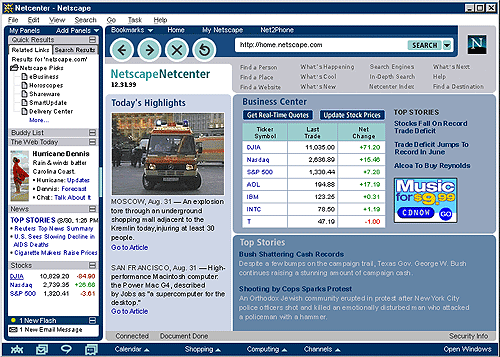 Netcenter - Netscape
File Edit View Search Go Task Help
My Panels Add Panels
Quick Results
Related Links Search Results
Results for 'netscape.com'
Netscape Picks
eBusiness
Horoscopes
Shareware
SmartUpdate
Delivery Center
More...
Buddy List
The Web Today
Hurricane Dennis
Rain & winds batter
Carolina Coast.
Hurricane: Updates
Dennis: Forecast
Chat: Talk About It
News
TOP STORIES (8/30, 1:25 PM)
Reuters Top News Summary
U.S. Sees Slowing Decline in
AIDS Deaths
Cigarette Makers Raise Prices
Stocks
DJIA 10,829.20 -84.90
Nasdaq 2,739.35 +26.68
S&P 500 1,320.41 -3.61
1 New Flash
1 New Email Message
Bookmarks Home My Netscape Net2Phone
http://home.netscape.com SEARCH
N
NetscapeNetcenter
12.31.99
Find a Person What's Happening Search Engines What's Next
Find a Place What's Cool In-Depth Search Help
Find a Website What's New Netcenter Index Find a Destination
Today's Highlights
MOSCOW, Aug. 31 — An explosion
tore through an underground
shopping mall adjacent to the
Kremlin today,injuring at least 30
people.
Go to Article
SAN FRANCISCO, Aug. 31 — High-
performance Macintosh computer:
the Power Mac G4, described
by Jobs as "a supercomputer for the
desktop."
Go to Article
Business Center
Get Real-Time Quotes Update Stock Prices
Ticker Symbol Last Trade Net Change
DJIA 11,035.00 +71.20
Nasdaq 2,686.89 +15.46
S&P 500 1,330.44 +7.20
AOL 194.88 +17.19
IBM 123.25 +0.31
INTC 78.50 +1.19
T 47.19 -1.00
TOP STORIES
Stocks Fall On Record
Trade Deficit
Trade Deficit Jumps To
Record In June
Alcoa To Buy Reynolds
Music
for $9.99
CDNOW GO
Top Stories
Bush Shattering Cash Records
Despite a few bumps on the campaign trail, Texas Gov. George W. Bush
continues raising a stunning amount of campaign cash.
Shooting by Cops Sparks Protest
An Orthodox Jewish community erupted in protest after New York City
police officers shot and killed an emotionally disturbed man who attacked
a policeman with a hammer.
Connected Document Done Security Info
Calendar Shopping Computing Channels Open Windows